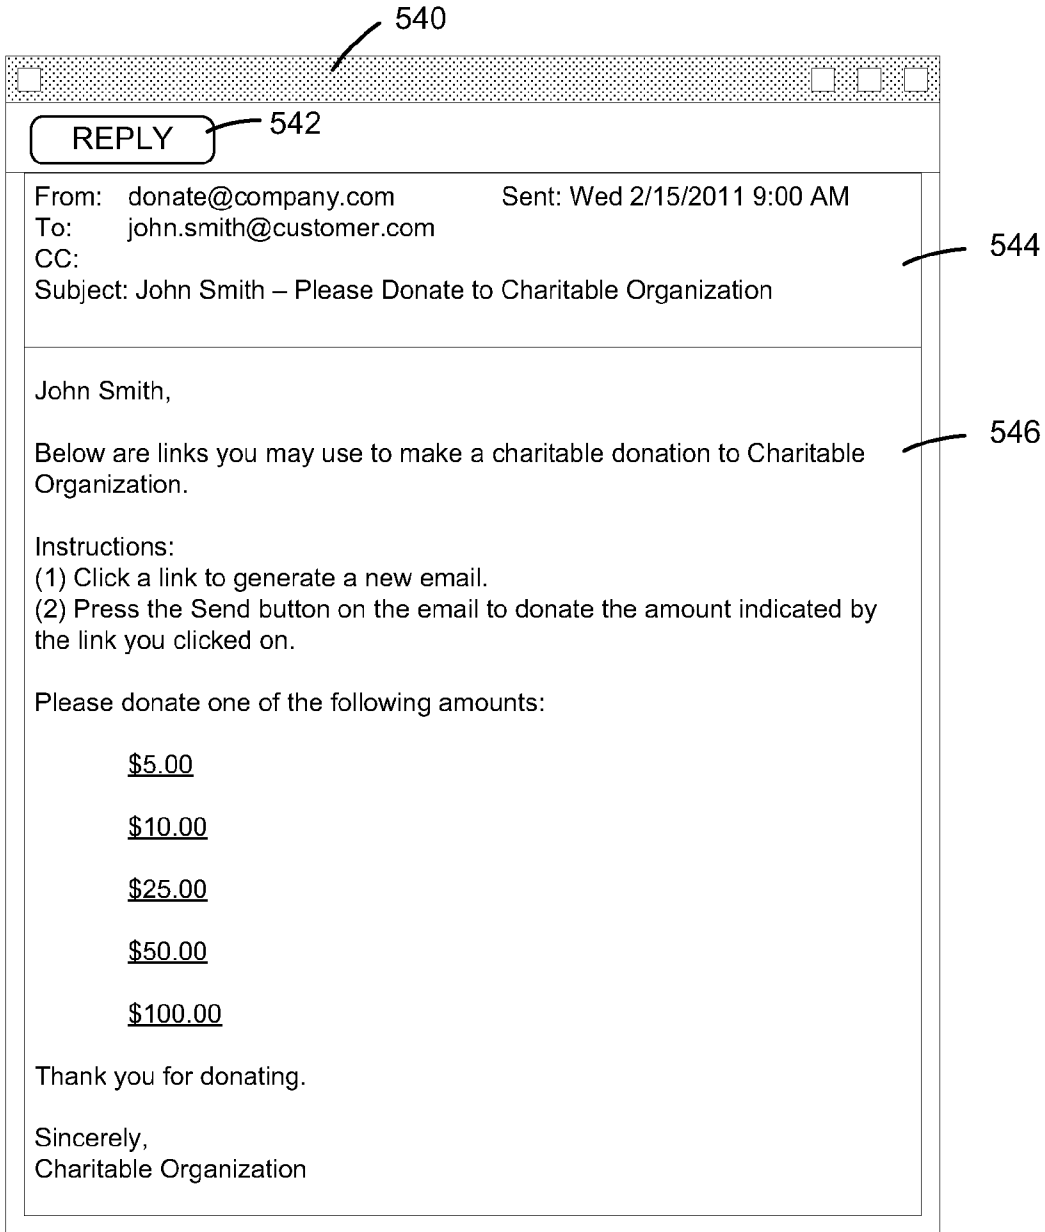 540
REPLY
542
From: donate@company.com Sent: Wed 2/15/2011 9:00 AM
To: john.smith@customer.com
CC:
544
Subject: John Smith – Please Donate to Charitable Organization
John Smith,
546
Below are links you may use to make a charitable donation to Charitable
Organization.
Instructions:
(1) Click a link to generate a new email.
(2) Press the Send button on the email to donate the amount indicated by
the link you clicked on.
Please donate one of the following amounts:
$5.00
$10.00
$25.00
$50.00
$100.00
Thank you for donating.
Sincerely,
Charitable Organization